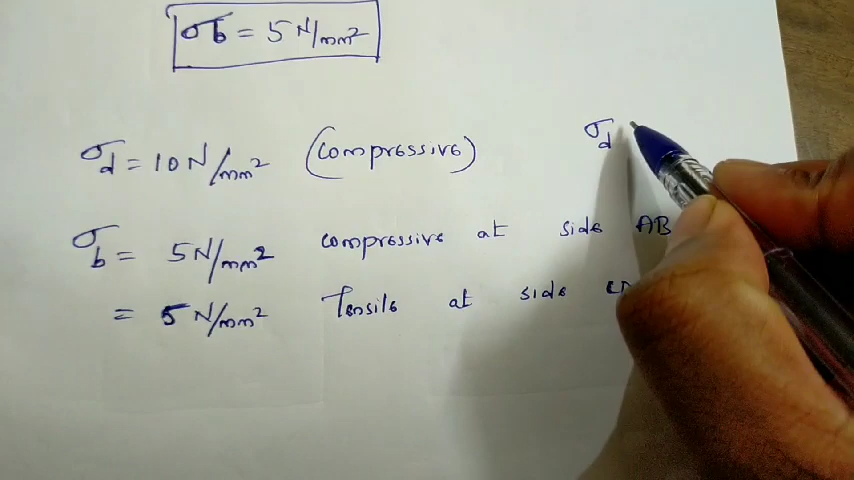 σb = 5 N/mm²
σd = 10 N/mm² (compressive) σd
σb = 5 N/mm² compressive at side AB
= 5 N/mm² Tensile at side CD